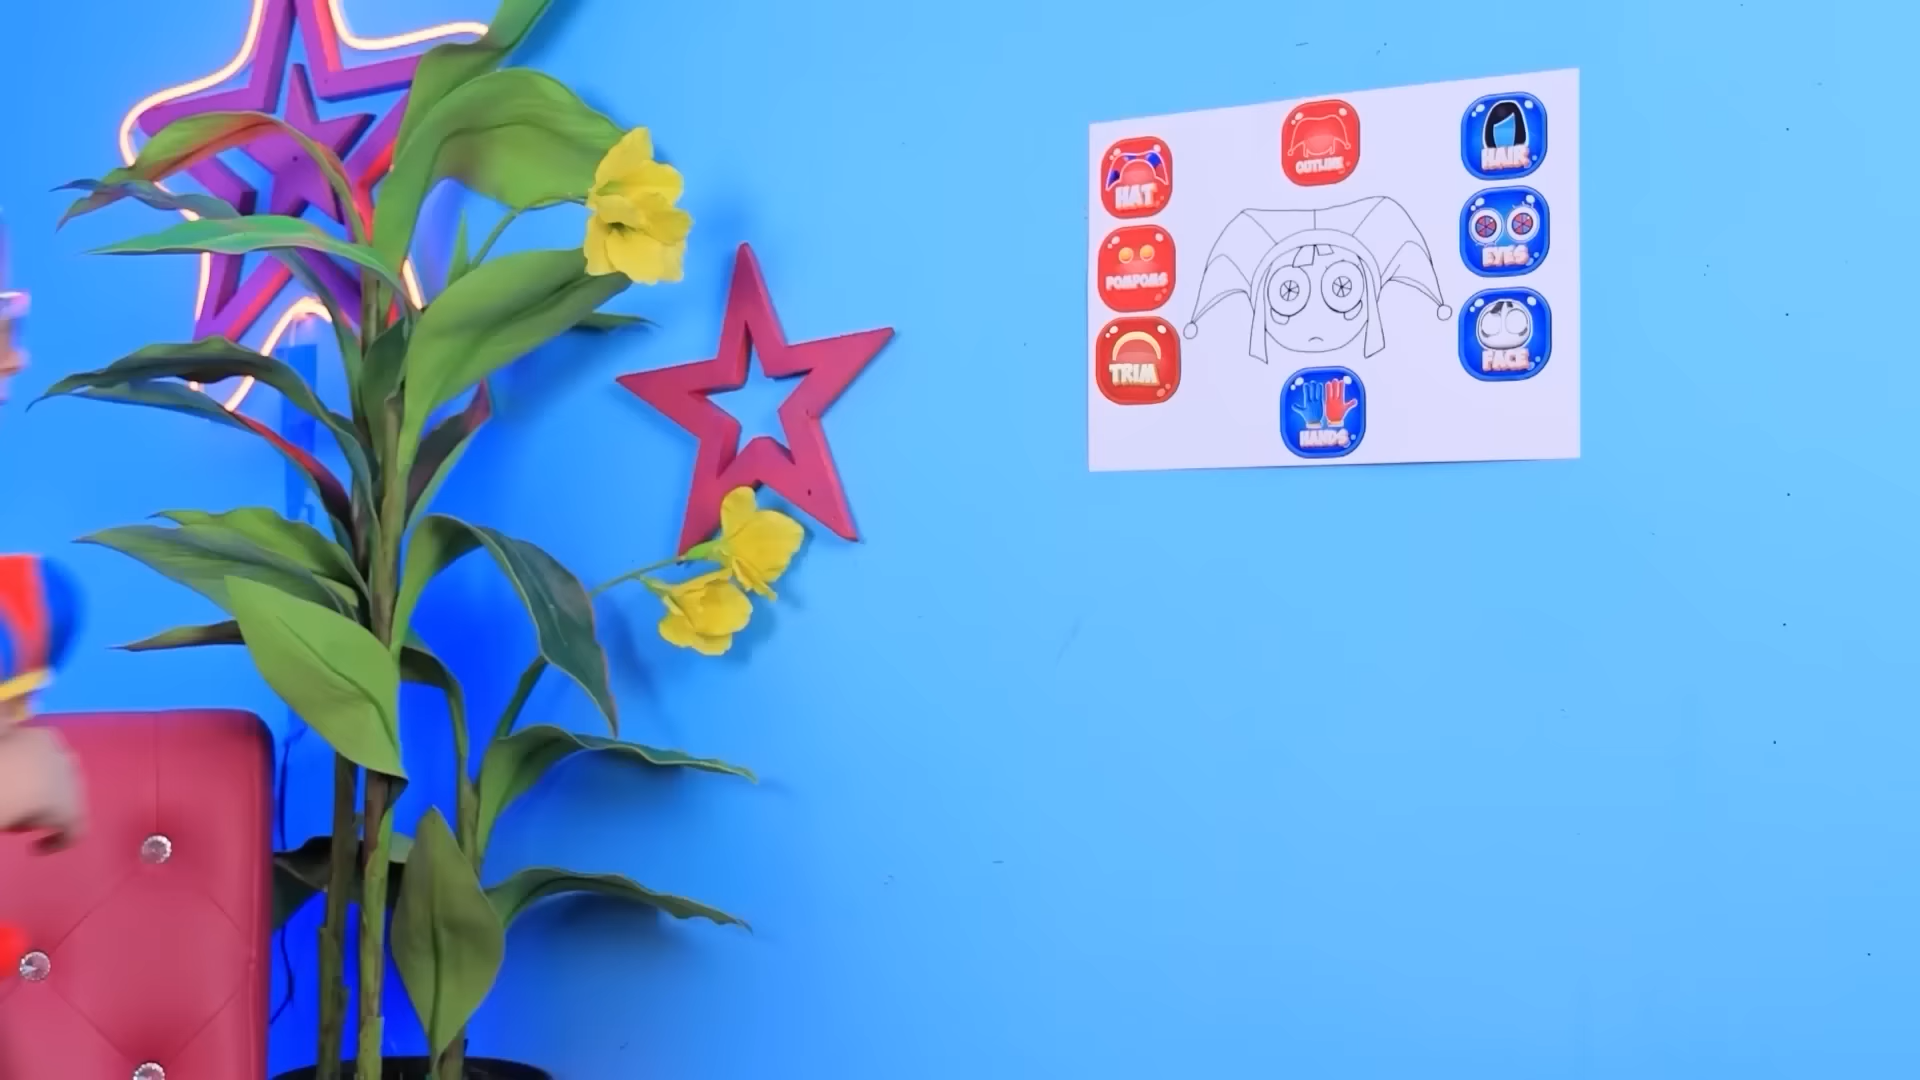 OUTLINE
HAIR
HAT
EYES
POMPOMS
FACE
TRIM
HANDS